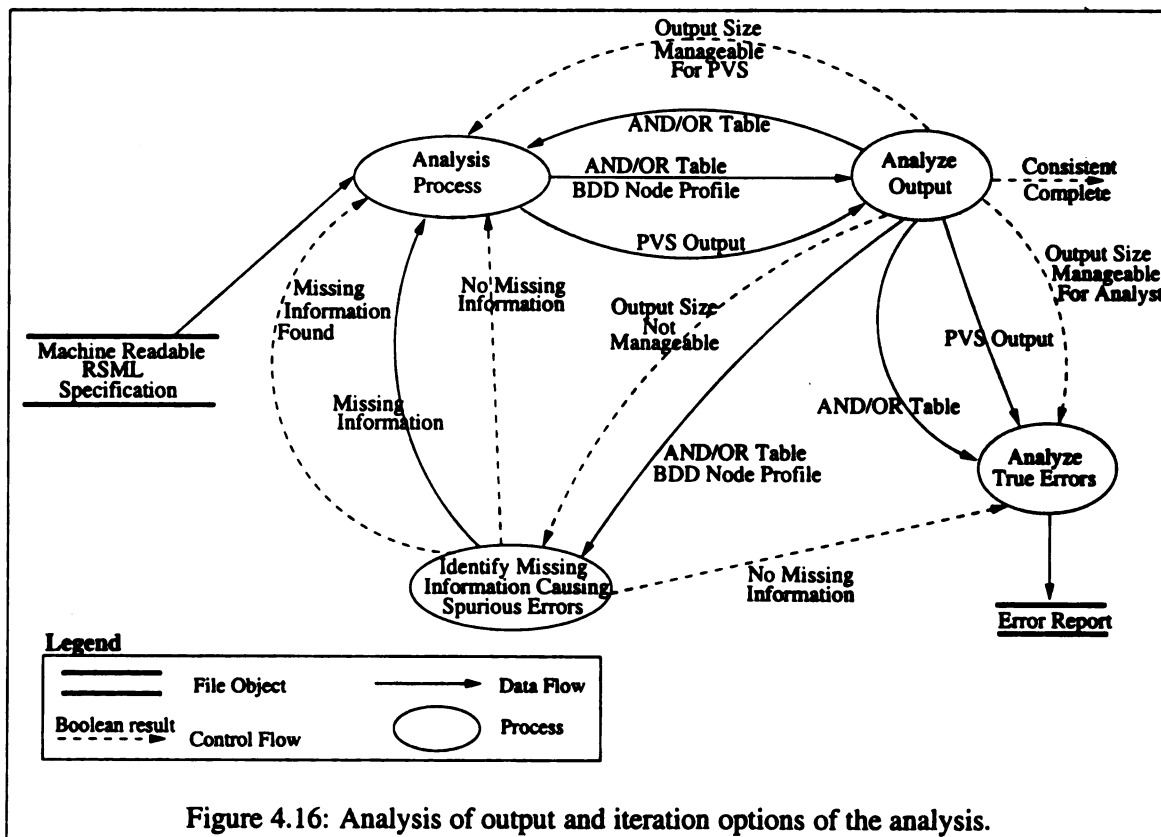 Output Size
Manageable
For PVS
AND/OR Table
Analysis
Process
AND/OR Table
BDD Node Profile
Analyze
Output
Consistent
Complete
PVS Output
Missing
Information
Found
No Missing
Information
Output Size
Not
Manageable
Output Size
Manageable
For Analyst
Machine Readable
RSML
Specification
PVS Output
Missing
Information
AND/OR Table
AND/OR Table
BDD Node Profile
Analyze
True Errors
Identify Missing
Information Causing
Spurious Errors
No Missing
Information
Error Report
Legend
File Object
Data Flow
Boolean result
Control Flow
Process
Figure 4.16: Analysis of output and iteration options of the analysis.